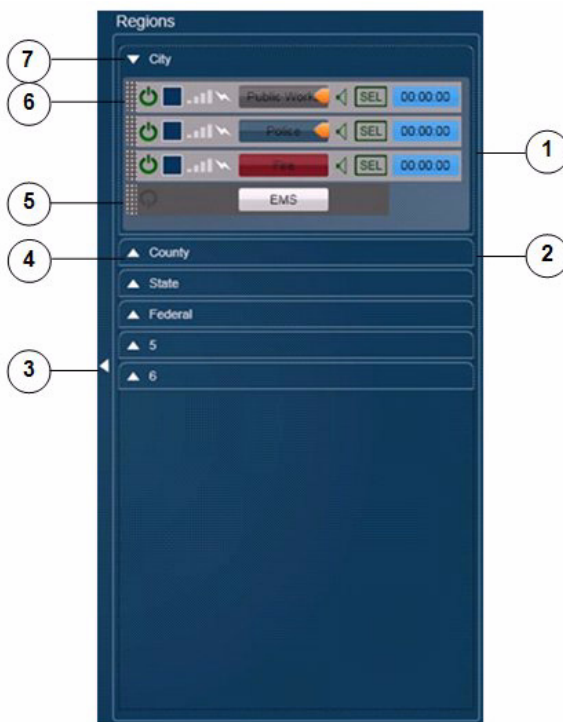 Regions
7
City
6
Public Work SEL 00:00:00
Police SEL 00:00:00
1
Fire SEL 00:00:00
5
EMS
4
County
2
State
Federal
3
5
6